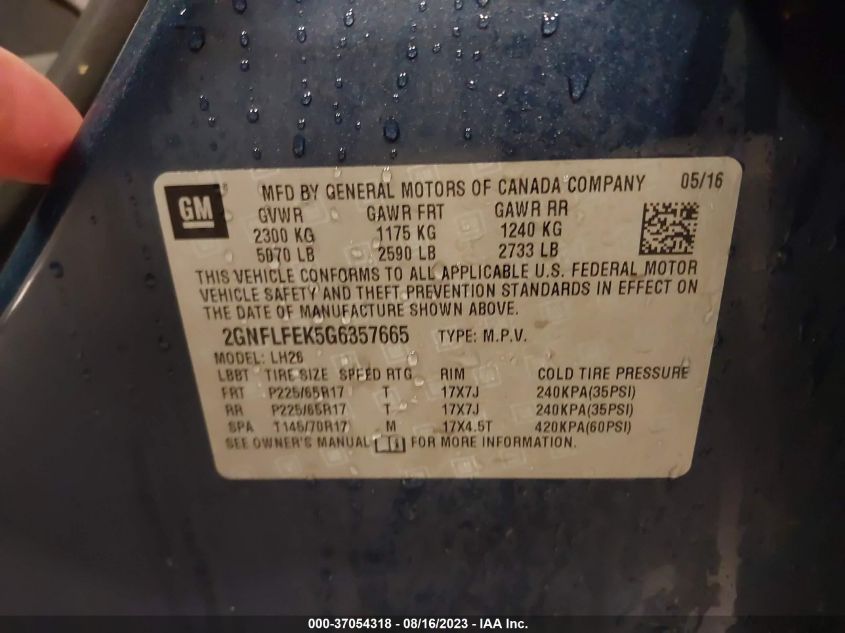 GM
MFD BY GENERAL MOTORS OF CANADA COMPANY 05/16
GVWR GAWR FRT GAWR RR
2300 KG 1175 KG 1240 KG
5070 LB 2590 LB 2733 LB
THIS VEHICLE CONFORMS TO ALL APPLICABLE U.S. FEDERAL MOTOR
VEHICLE SAFETY AND THEFT PREVENTION STANDARDS IN EFFECT ON
THE DATE OF MANUFACTURE SHOWN ABOVE.
2GNFLFEK5G6357665 TYPE: M.P.V.
MODEL: LH26
LBBT TIRE SIZE SPEED RTG RIM COLD TIRE PRESSURE
FRT P225/65R17 T 17X7J 240KPA(35PSI)
RR P225/65R17 T 17X7J 240KPA(35PSI)
SPA T145/70R17 M 17X4.5T 420KPA(60PSI)
SEE OWNER'S MANUAL FOR MORE INFORMATION.
000-37054318 - 08/16/2023 - IAA Inc.